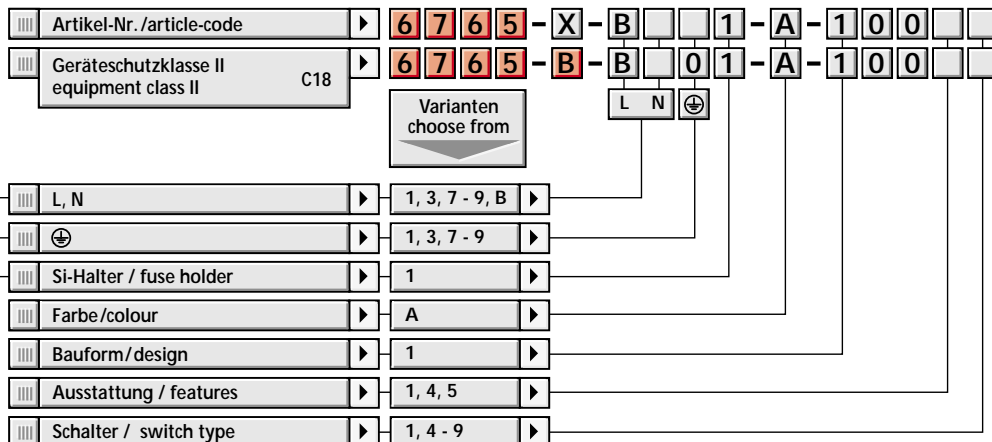 Artikel-Nr./article-code 6765-X-B 1-A-100
Geräteschutzklasse II
equipment class II C18 6765-B-B 01-A-100
Varianten
choose from
L N ⏚
L, N 1, 3, 7 - 9, B
⏚ 1, 3, 7 - 9
Si-Halter / fuse holder 1
Farbe/colour A
Bauform/design 1
Ausstattung / features 1, 4, 5
Schalter / switch type 1, 4 - 9